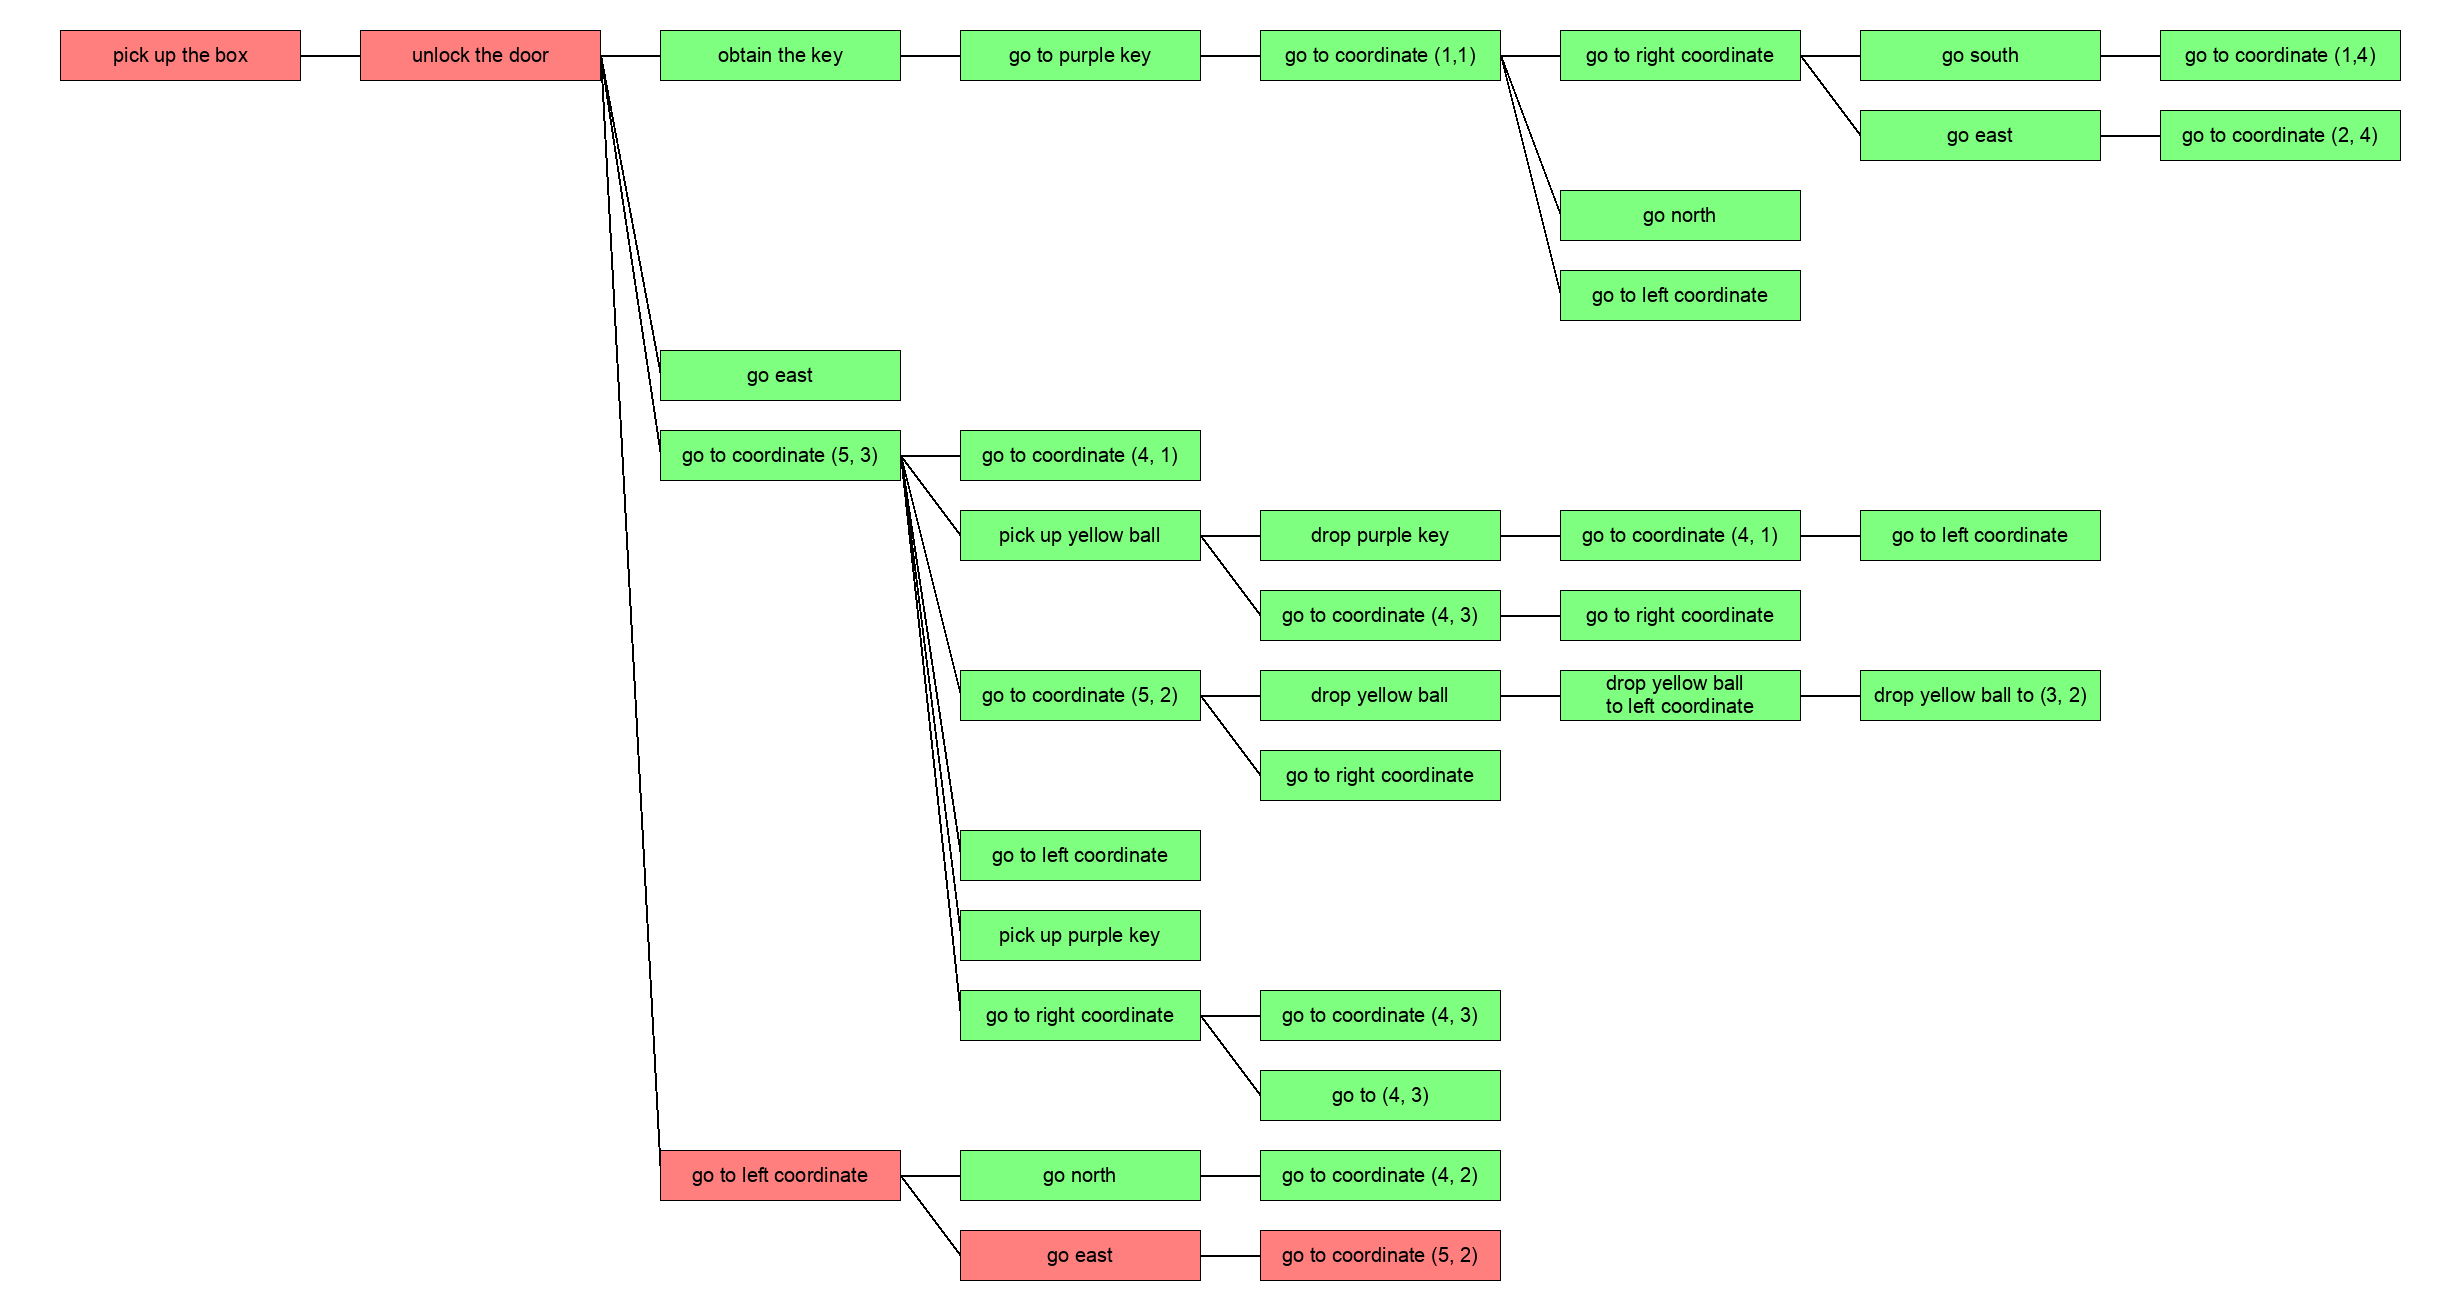 pick up the box
unlock the door
obtain the key
go to purple key
go to coordinate (1,1)
go to right coordinate
go south
go to coordinate (1,4)
go east
go to coordinate (2, 4)
go north
go to left coordinate
go east
go to coordinate (5, 3)
go to coordinate (4, 1)
pick up yellow ball
drop purple key
go to coordinate (4, 1)
go to left coordinate
go to coordinate (4, 3)
go to right coordinate
go to coordinate (5, 2)
drop yellow ball
drop yellow ball
to left coordinate
drop yellow ball to (3, 2)
go to right coordinate
go to left coordinate
pick up purple key
go to right coordinate
go to coordinate (4, 3)
go to (4, 3)
go to left coordinate
go north
go to coordinate (4, 2)
go east
go to coordinate (5, 2)